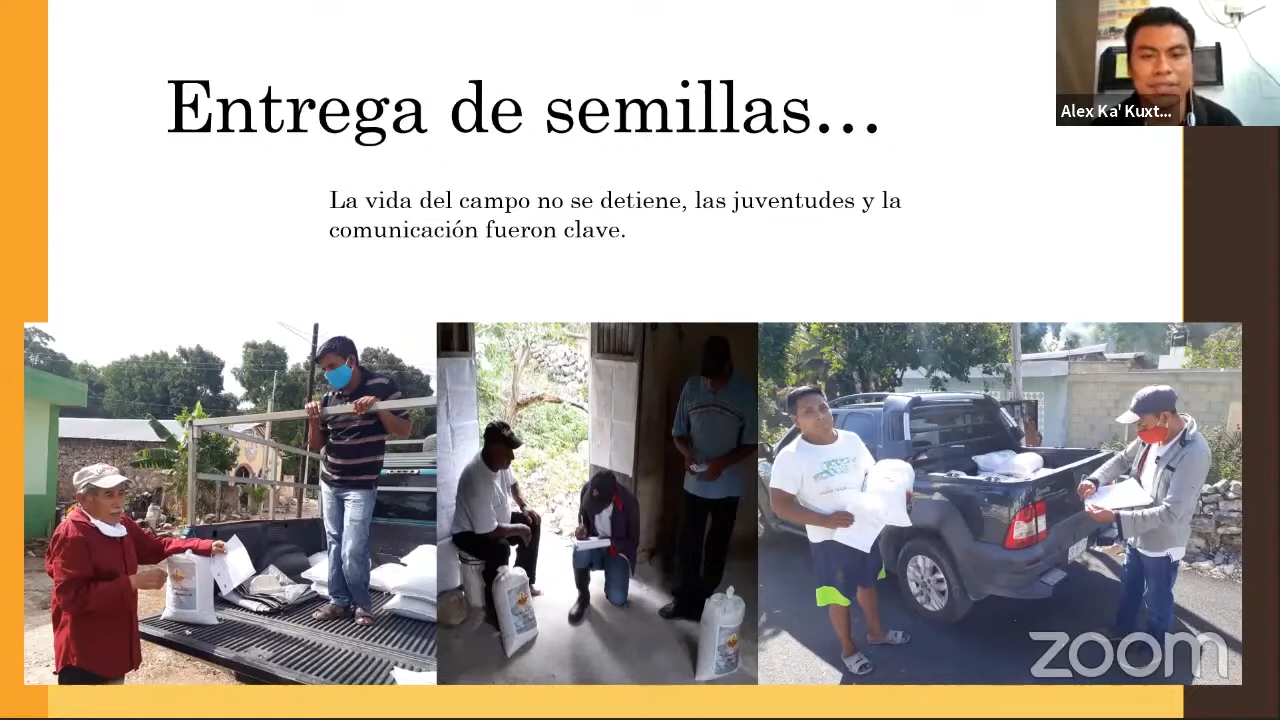 Entrega de semillas...
Alex Ka' Kuxt...
La vida del campo no se detiene, las juventudes y la
comunicación fueron clave.
zoom